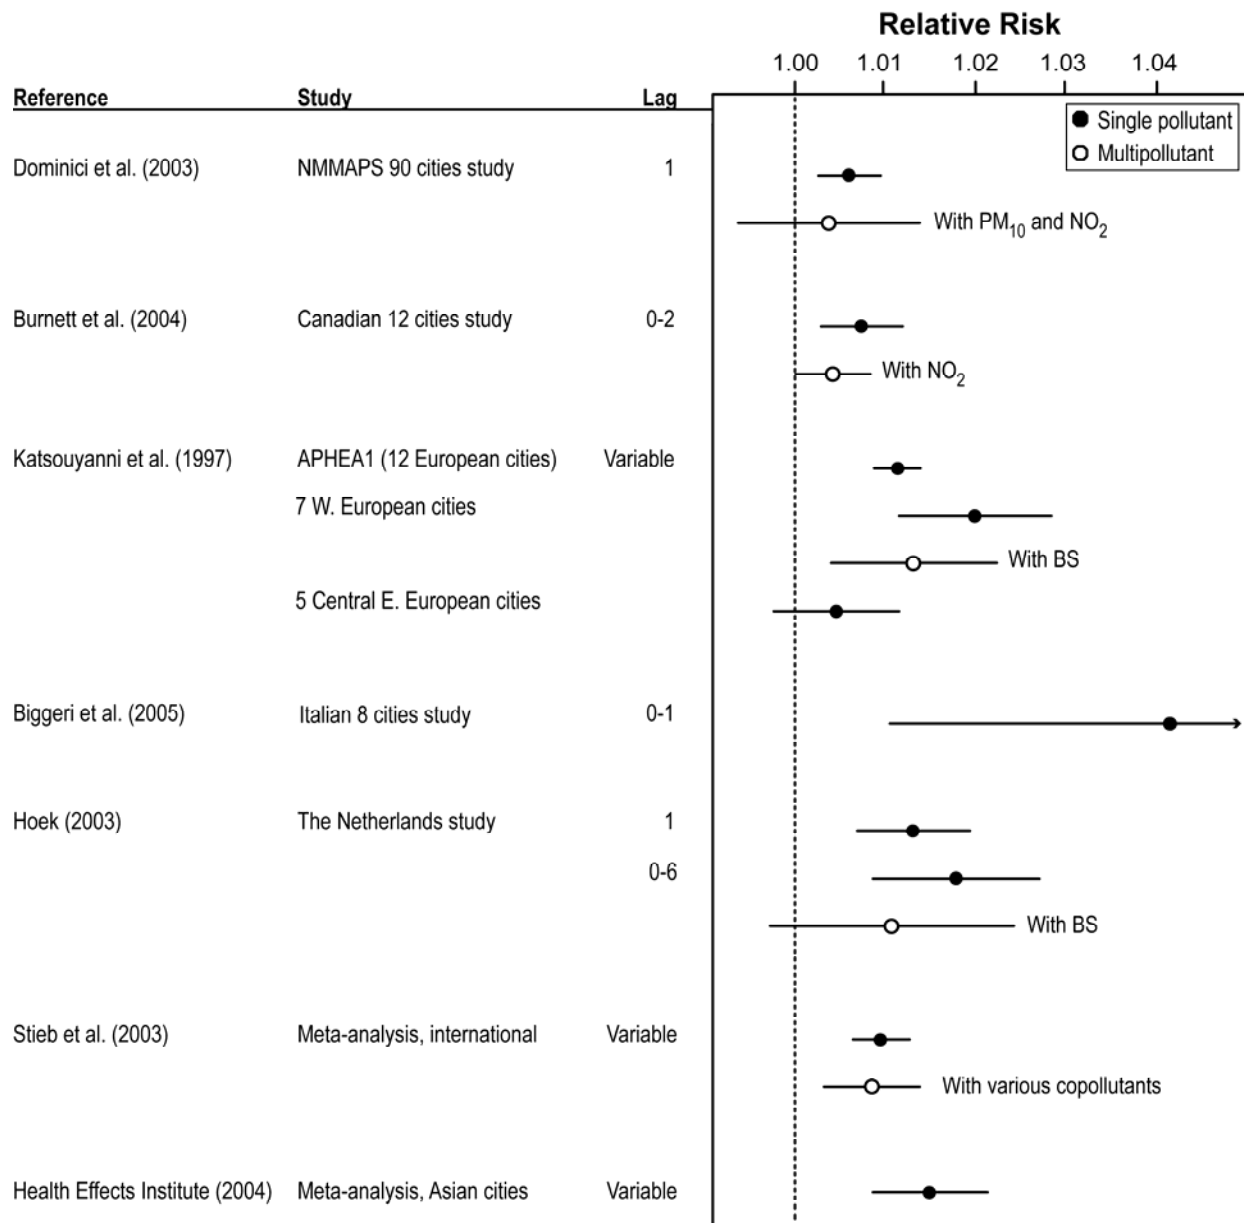 Relative Risk
1.00 1.01 1.02 1.03 1.04
Reference Study Lag
Single pollutant
Multipollutant
Dominici et al. (2003) NMMAPS 90 cities study 1
With PM10 and NO2
Burnett et al. (2004) Canadian 12 cities study 0-2
With NO2
Katsouyanni et al. (1997) APHEA1 (12 European cities) Variable
7 W. European cities
With BS
5 Central E. European cities
Biggeri et al. (2005) Italian 8 cities study 0-1
Hoek (2003) The Netherlands study 1
0-6
With BS
Stieb et al. (2003) Meta-analysis, international Variable
With various copollutants
Health Effects Institute (2004) Meta-analysis, Asian cities Variable